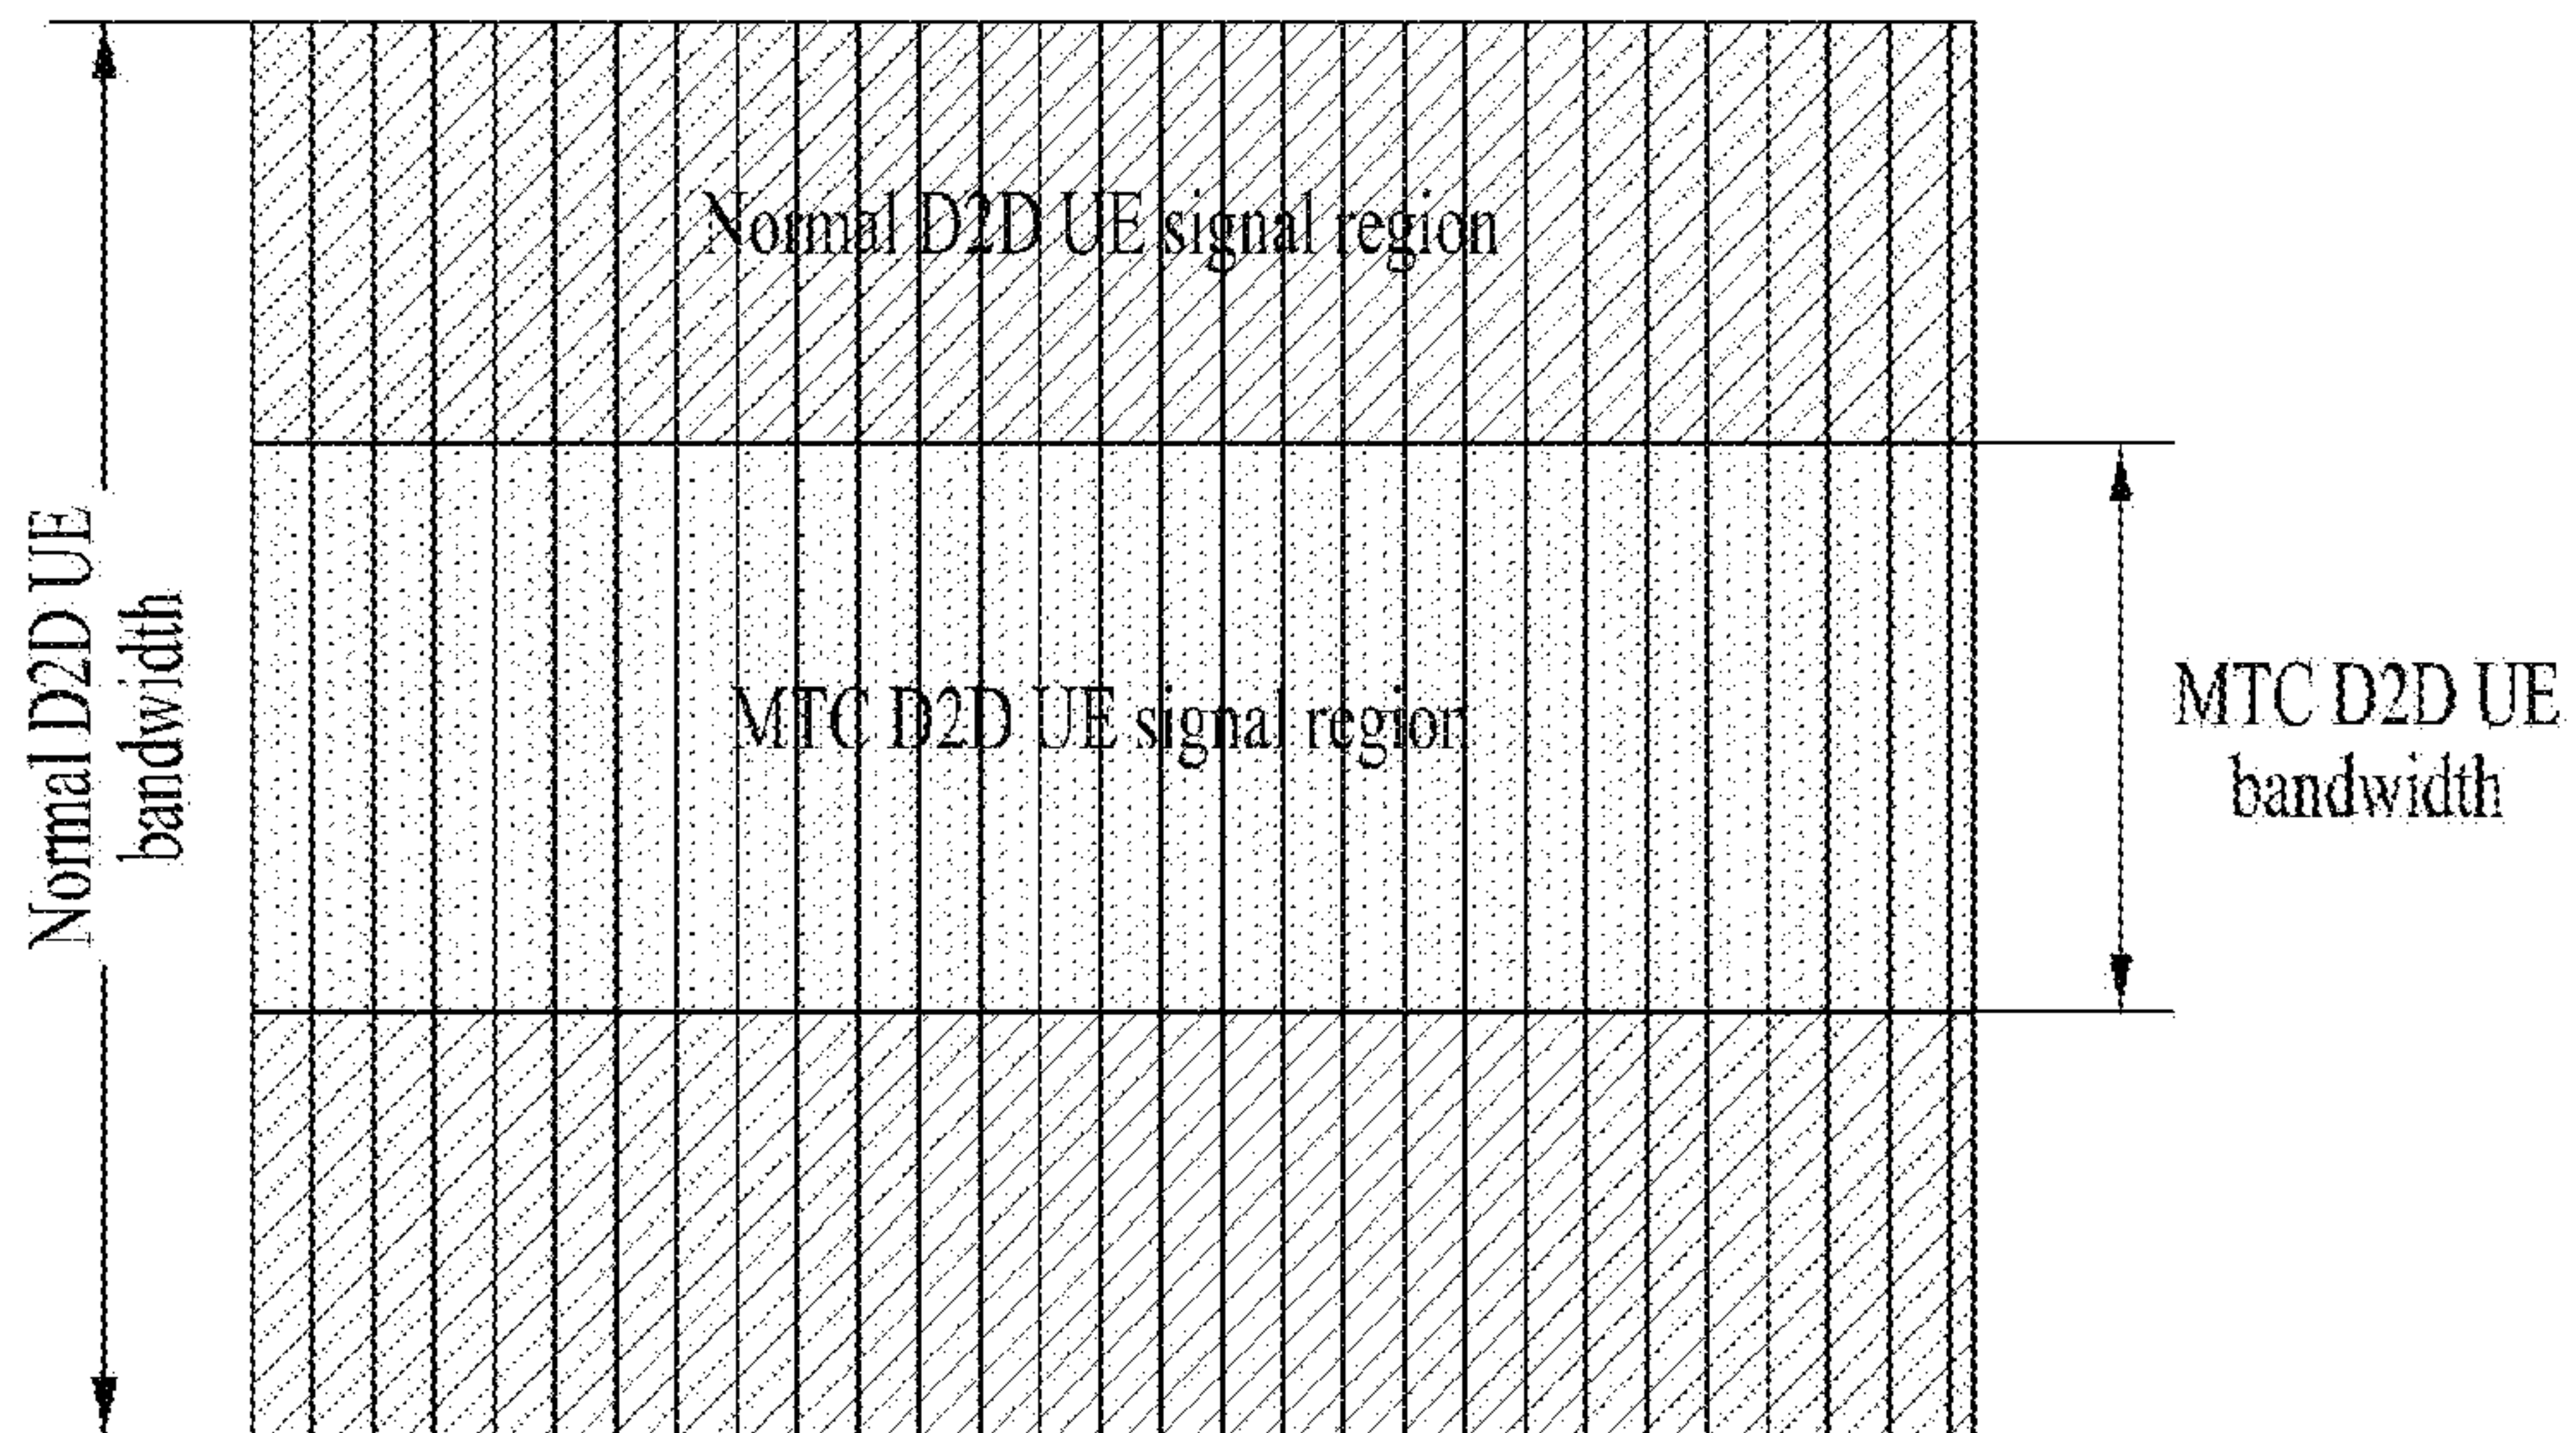 Normal D2D UE signal region
Normal D2D UE
bandwidth
MTC D2D UE signal region
MTC D2D UE
bandwidth